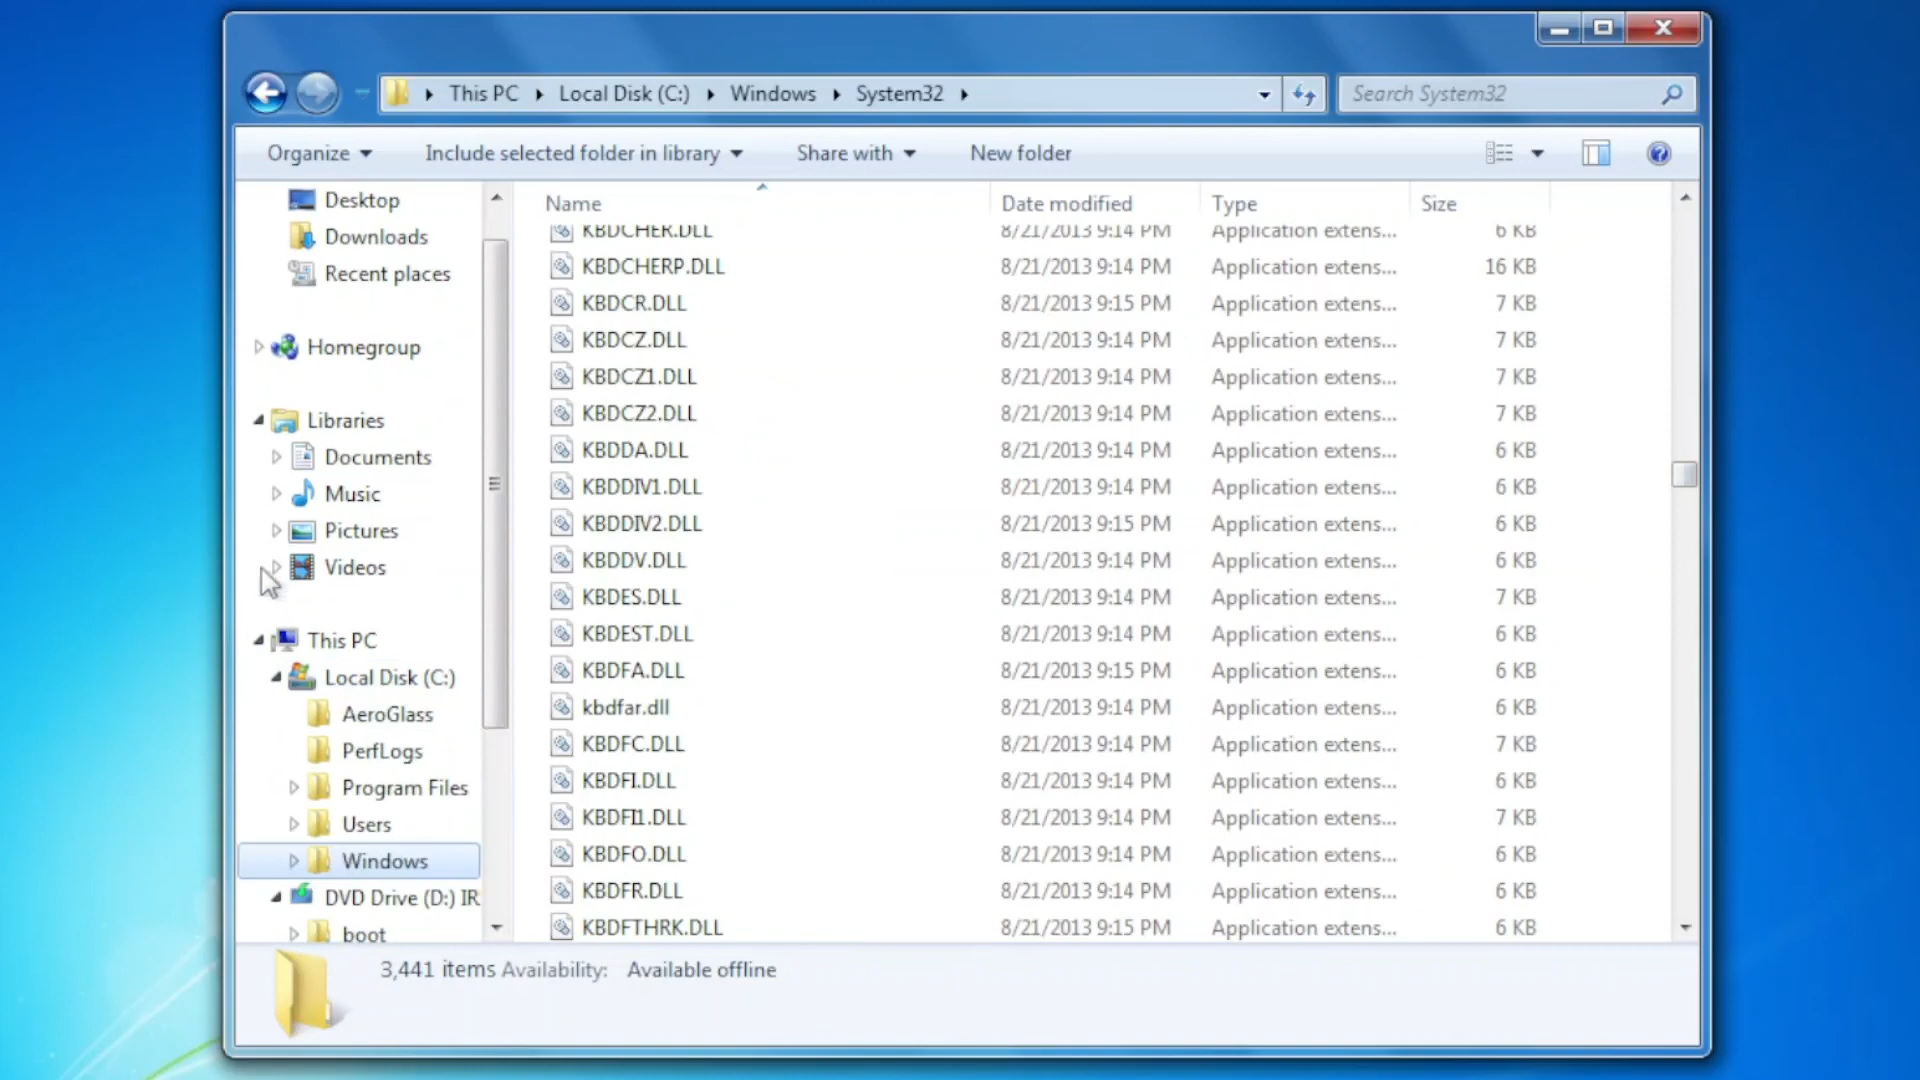 This PC Local Disk (C:) Windows System32
Search System32
Organize Include selected folder in library Share with New folder
Desktop
Downloads
Recent places
Homegroup
Libraries
Documents
Music
Pictures
Videos
This PC
Local Disk (C:)
AeroGlass
PerfLogs
Program Files
Users
Windows
DVD Drive (D:) IR
boot
Name Date modified Type Size
KBDCHER.DLL 8/21/2013 9:14 PM Application extens... 6 KB
KBDCHERP.DLL 8/21/2013 9:14 PM Application extens... 16 KB
KBDCR.DLL 8/21/2013 9:15 PM Application extens... 7 KB
KBDCZ.DLL 8/21/2013 9:14 PM Application extens... 7 KB
KBDCZ1.DLL 8/21/2013 9:14 PM Application extens... 7 KB
KBDCZ2.DLL 8/21/2013 9:14 PM Application extens... 7 KB
KBDDA.DLL 8/21/2013 9:14 PM Application extens... 6 KB
KBDDIV1.DLL 8/21/2013 9:14 PM Application extens... 6 KB
KBDDIV2.DLL 8/21/2013 9:15 PM Application extens... 6 KB
KBDDV.DLL 8/21/2013 9:14 PM Application extens... 6 KB
KBDES.DLL 8/21/2013 9:14 PM Application extens... 7 KB
KBDEST.DLL 8/21/2013 9:14 PM Application extens... 6 KB
KBDFA.DLL 8/21/2013 9:15 PM Application extens... 6 KB
kbdfar.dll 8/21/2013 9:14 PM Application extens... 6 KB
KBDFC.DLL 8/21/2013 9:14 PM Application extens... 7 KB
KBDFI.DLL 8/21/2013 9:14 PM Application extens... 6 KB
KBDFI1.DLL 8/21/2013 9:14 PM Application extens... 7 KB
KBDFO.DLL 8/21/2013 9:14 PM Application extens... 6 KB
KBDFR.DLL 8/21/2013 9:14 PM Application extens... 6 KB
KBDFTHRK.DLL 8/21/2013 9:15 PM Application extens... 6 KB
3,441 items Availability: Available offline